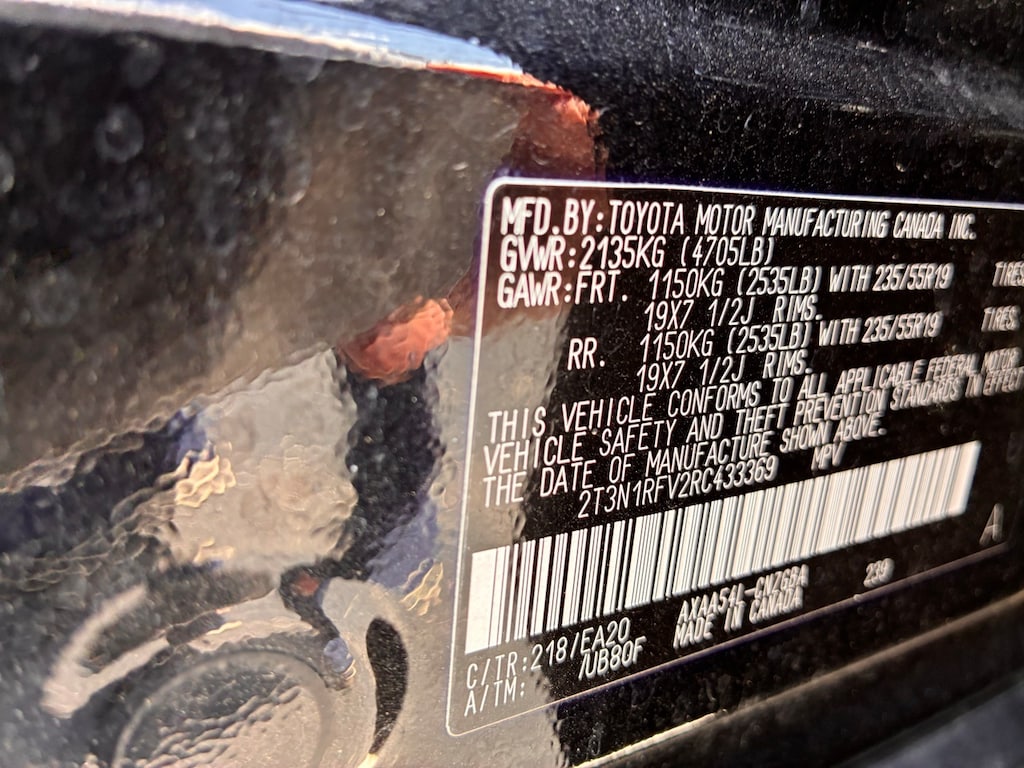 MFD.BY:TOYOTA MOTOR MANUFACTURING CANADA INC.
GVWR:2135KG (4705LB)
GAWR:FRT. 1150KG (2535LB) WITH 235/55R19 TIRES
19X7 1/2J RIMS.
RR. 1150KG (2535LB) WITH 235/55R19 TIRES.
19X7 1/2J RIMS.
THIS VEHICLE CONFORMS TO ALL APPLICABLE FEDERAL MOTOR
VEHICLE SAFETY AND THEFT PREVENTION STANDARDS IN EFFECT
THE DATE OF MANUFACTURE SHOWN ABOVE.
2T3N1RFV2RC433369 MPV
A
C/TR:218/EA20 AXAA54L-CNZGBA 239
A/TM: /UB80F MADE IN CANADA